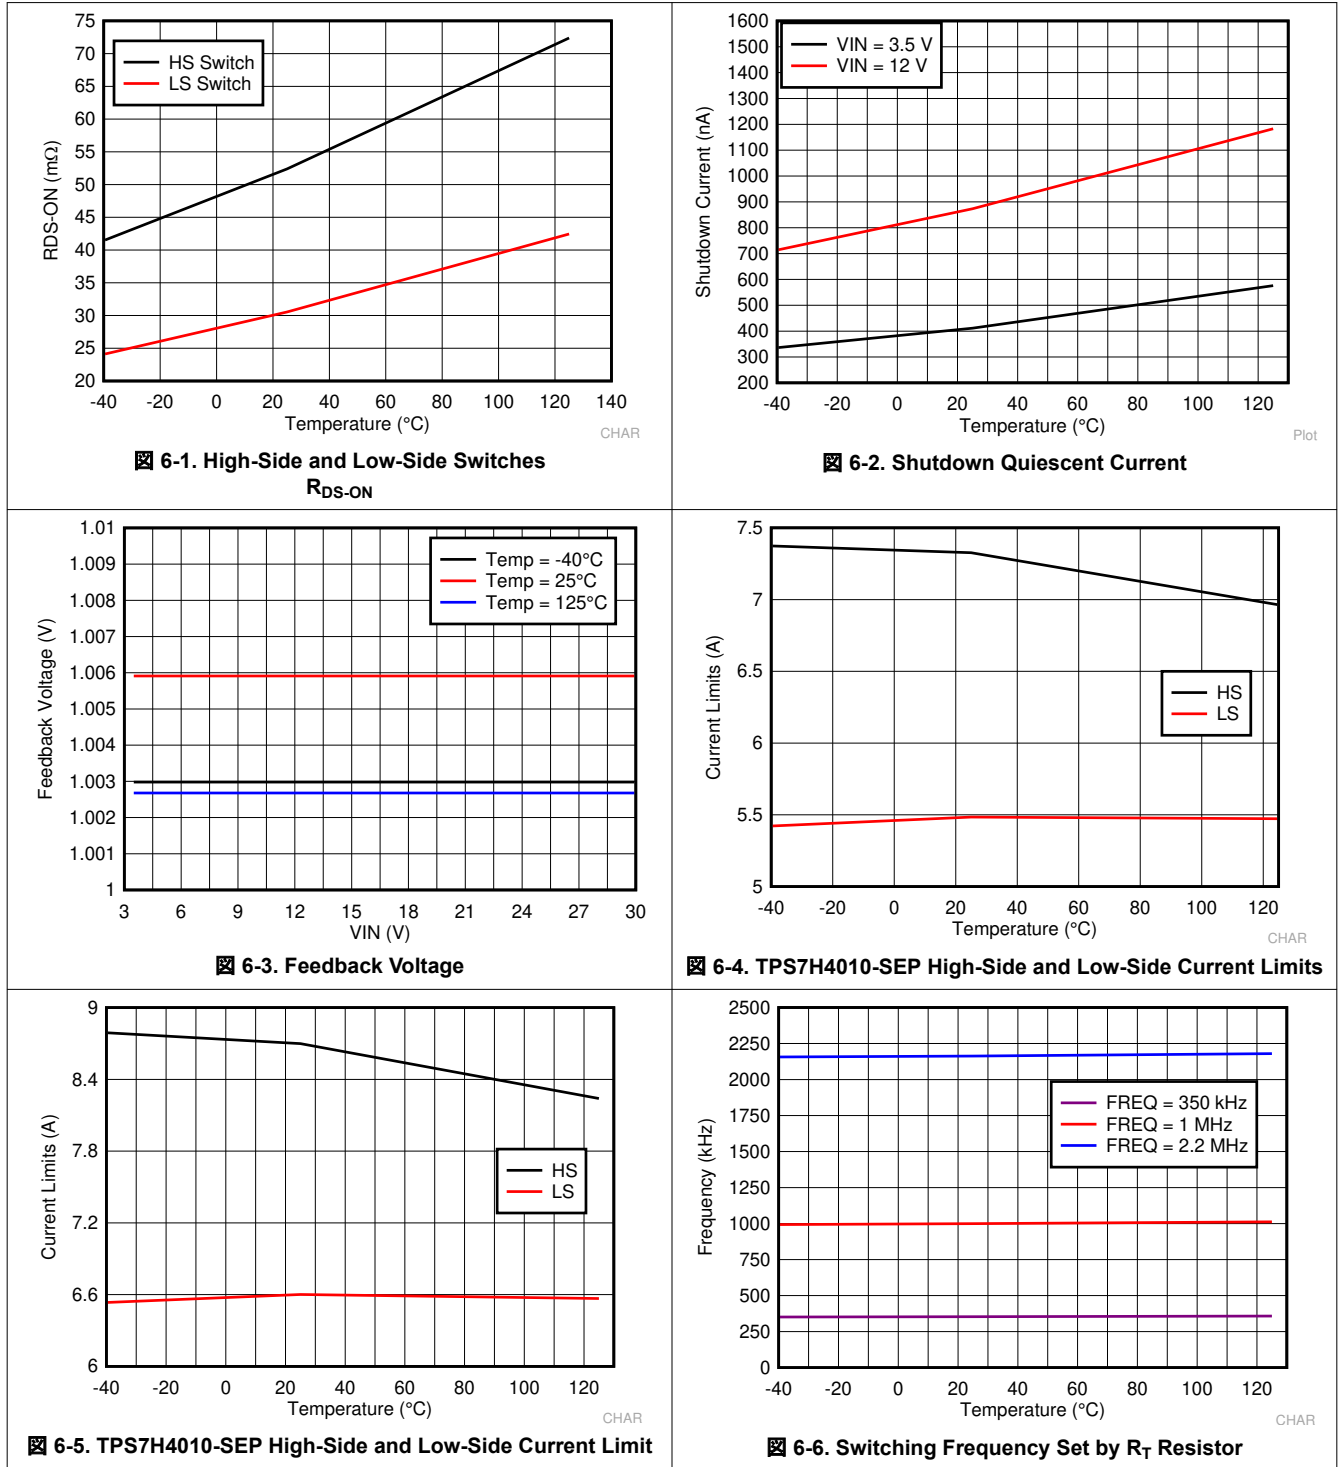 75
70
65
60
55
50
45
40
35
30
25
20
RDS-ON (mΩ)
HS Switch
LS Switch
-40 -20 0 20 40 60 80 100 120 140
Temperature (°C)
CHAR
図 6-1. High-Side and Low-Side Switches
RDS-ON
1600
1500
1400
1300
1200
1100
1000
900
800
700
600
500
400
300
200
Shutdown Current (nA)
VIN = 3.5 V
VIN = 12 V
-40 -20 0 20 40 60 80 100 120
Temperature (°C)
Plot
図 6-2. Shutdown Quiescent Current
1.01
1.009
1.008
1.007
1.006
1.005
1.004
1.003
1.002
1.001
1
Feedback Voltage (V)
Temp = -40°C
Temp = 25°C
Temp = 125°C
3 6 9 12 15 18 21 24 27 30
VIN (V)
図 6-3. Feedback Voltage
7.5
7
6.5
6
5.5
5
Current Limits (A)
HS
LS
-40 -20 0 20 40 60 80 100 120
Temperature (°C)
CHAR
図 6-4. TPS7H4010-SEP High-Side and Low-Side Current Limits
9
8.4
7.8
7.2
6.6
6
Current Limits (A)
HS
LS
-40 -20 0 20 40 60 80 100 120
Temperature (°C)
CHAR
図 6-5. TPS7H4010-SEP High-Side and Low-Side Current Limit
2500
2250
2000
1750
1500
1250
1000
750
500
250
0
Frequency (kHz)
FREQ = 350 kHz
FREQ = 1 MHz
FREQ = 2.2 MHz
-40 -20 0 20 40 60 80 100 120
Temperature (°C)
CHAR
図 6-6. Switching Frequency Set by RT Resistor